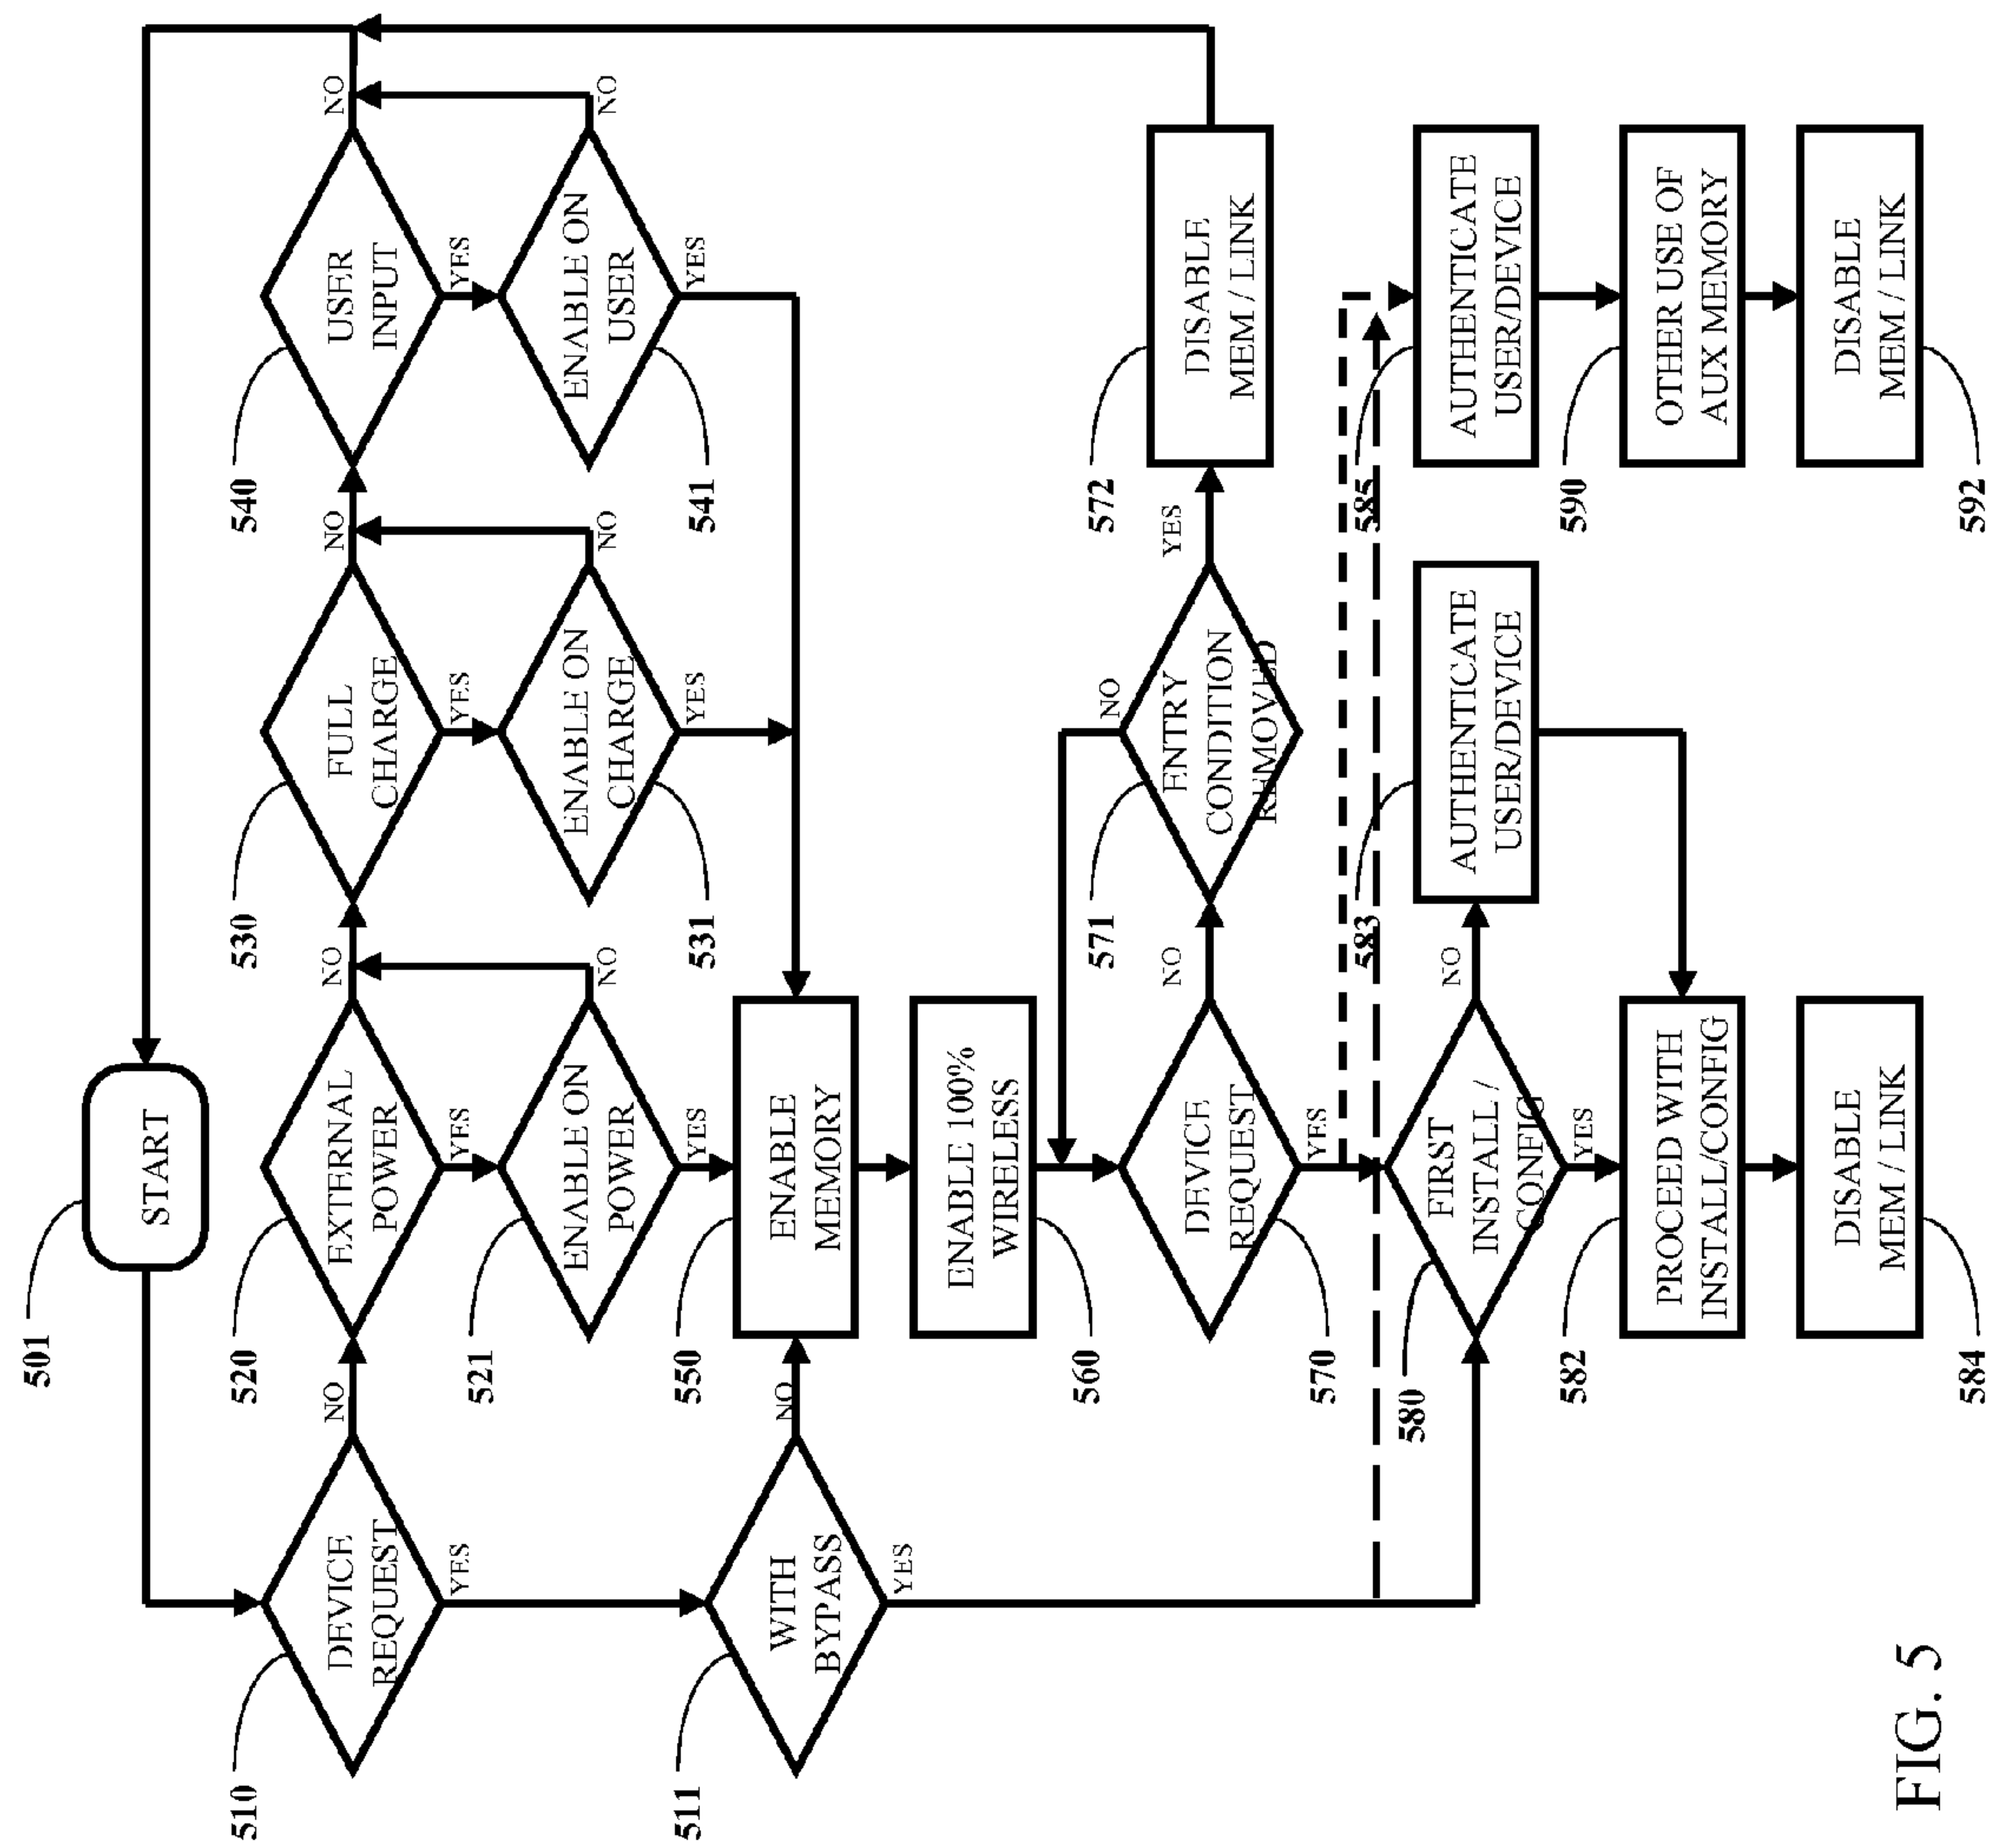 501
START
510
DEVICE
REQUEST
NO
YES
520
EXTERNAL
POWER
NO
YES
530
FULL
CHARGE
NO
YES
540
USER
INPUT
NO
YES
521
ENABLE ON
POWER
NO
YES
531
ENABLE ON
CHARGE
NO
YES
541
ENABLE ON
USER
NO
YES
511
WITH
BYPASS
NO
YES
550
ENABLE
MEMORY
560
ENABLE 100%
WIRELESS
570
DEVICE
REQUEST
NO
YES
571
ENTRY
CONDITION
REMOVED
NO
YES
572
DISABLE
MEM / LINK
580
FIRST
INSTALL /
CONFIG
NO
YES
583
AUTHENTICATE
USER/DEVICE
585
AUTHENTICATE
USER/DEVICE
582
PROCEED WITH
INSTALL/CONFIG
590
OTHER USE OF
AUX MEMORY
584
DISABLE
MEM / LINK
592
DISABLE
MEM / LINK
FIG. 5